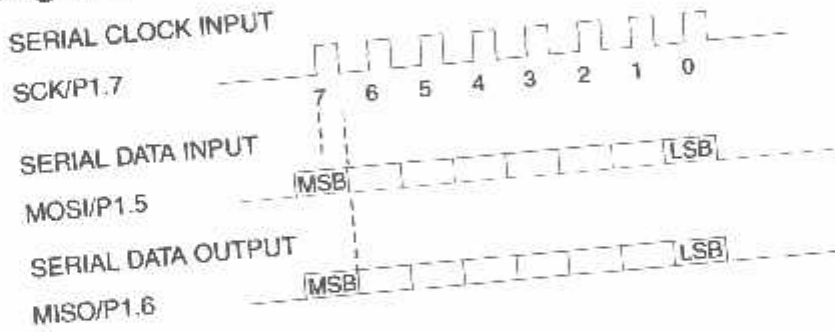 SERIAL CLOCK INPUT
SCK/P1.7
7 6 5 4 3 2 1 0
SERIAL DATA INPUT
MOSI/P1.5
MSB LSB
SERIAL DATA OUTPUT
MISO/P1.6
MSB LSB